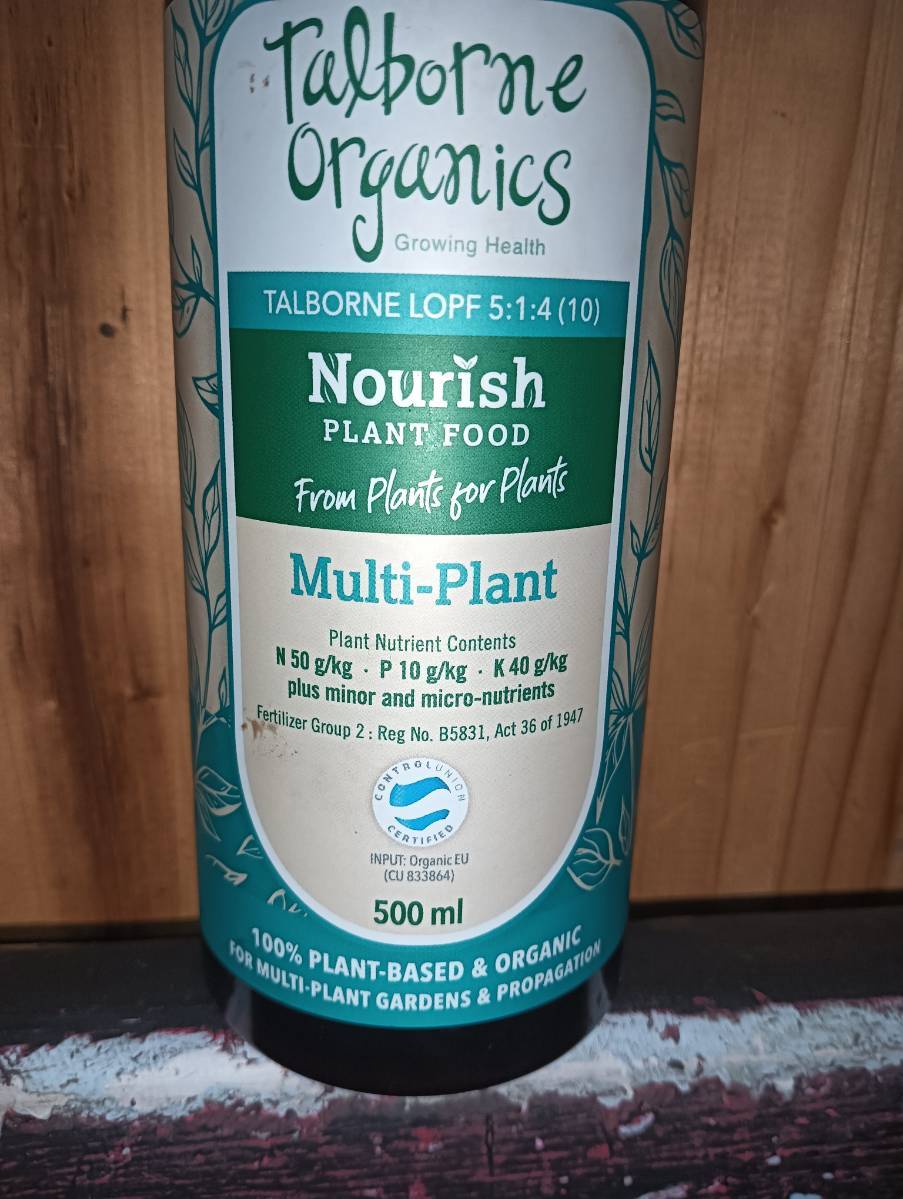 Talborne
Organics
Growing Health
TALBORNE LOPF 5:1:4 (10)
Nourish
PLANT FOOD
From Plants for Plants
Multi-Plant
Plant Nutrient Contents
N 50 g/kg · P 10 g/kg · K 40 g/kg
plus minor and micro-nutrients
Fertilizer Group 2 : Reg No. B5831, Act 36 of 1947
CONTROLUNION
CERTIFIED
INPUT: Organic EU
(CU 833864)
500 ml
100% PLANT-BASED & ORGANIC
FOR MULTI-PLANT GARDENS & PROPAGATION